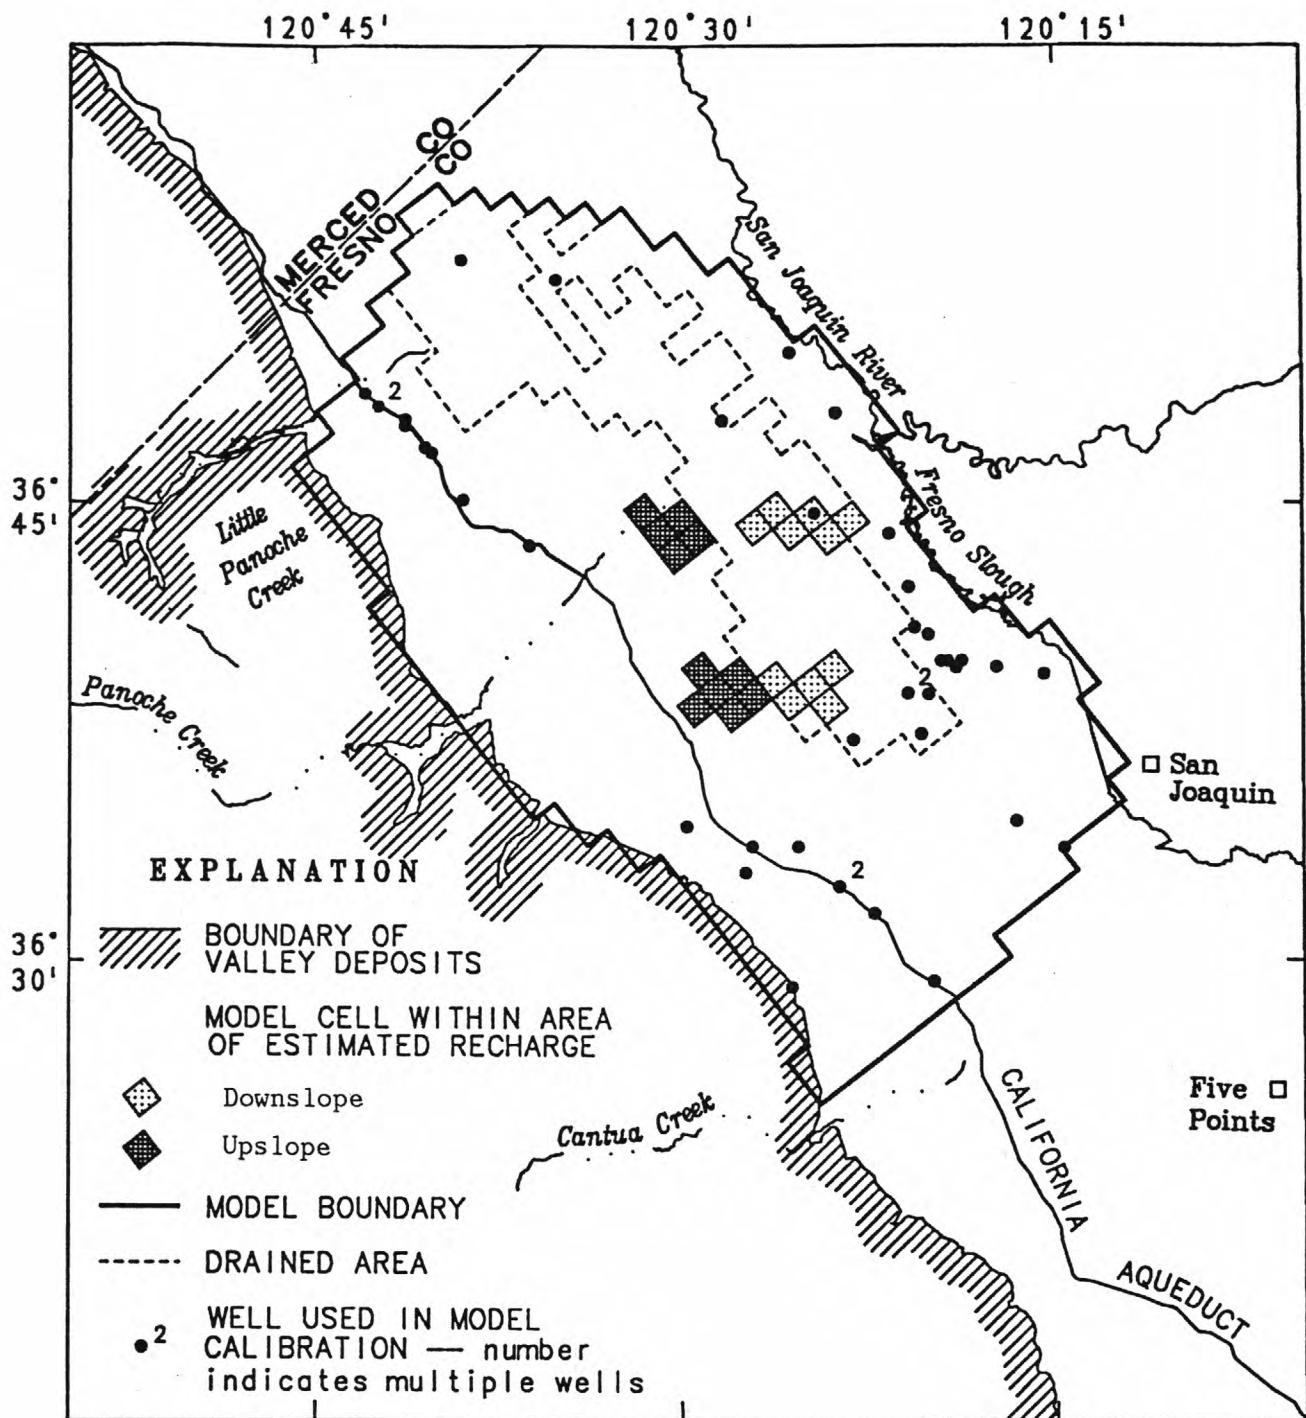 120°45' 120°30' 120°15'
CO
CO
MERCED
FRESNO
San Joaquin River
2
36°
45'
Fresno Slough
Little
Panoche
Creek
2
Panoche Creek
San
Joaquin
2
EXPLANATION
BOUNDARY OF
VALLEY DEPOSITS
36°
30'
MODEL CELL WITHIN AREA
OF ESTIMATED RECHARGE
Downslope
Upslope
Five
Points
Cantua Creek
CALIFORNIA
AQUEDUCT
MODEL BOUNDARY
DRAINED AREA
2
WELL USED IN MODEL
CALIBRATION — number
indicates multiple wells